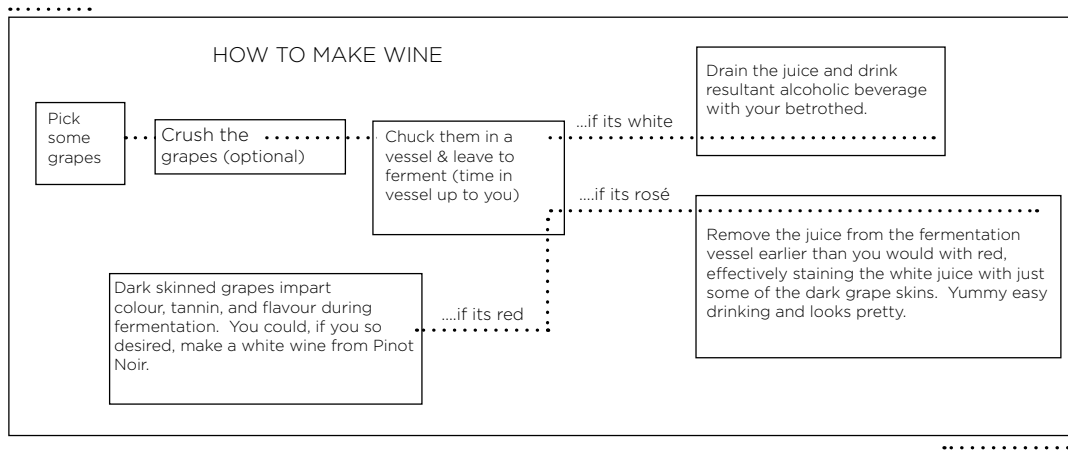 HOW TO MAKE WINE
Pick
some
grapes
Crush the
grapes (optional)
Chuck them in a
vessel & leave to
ferment (time in
vessel up to you)
...if its white
Drain the juice and drink
resultant alcoholic beverage
with your betrothed.
....if its rosé
Remove the juice from the fermentation
vessel earlier than you would with red,
effectively staining the white juice with just
some of the dark grape skins.  Yummy easy
drinking and looks pretty.
....if its red
Dark skinned grapes impart
colour, tannin, and flavour during
fermentation.  You could, if you so
desired, make a white wine from Pinot
Noir.